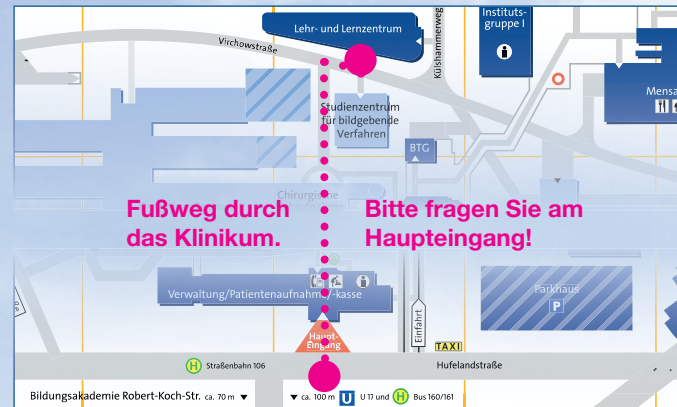 Lehr- und Lernzentrum
Instituts-
gruppe I
Virchowstraße
Külshammerweg
Mensa
Studienzentrum
für bildgebende
Verfahren
BTG
Chirurgische
Fußweg durch
das Klinikum.
Bitte fragen Sie am
Haupteingang!
Verwaltung/Patientenaufnahme/-kasse
Parkhaus
P
Haupt-
Eingang
Einfahrt
TAXI
H Straßenbahn 106
Hufelandstraße
Bildungsakademie Robert-Koch-Str. ca. 70 m ▼
▼ ca. 100 m U U 17 und H Bus 160/161